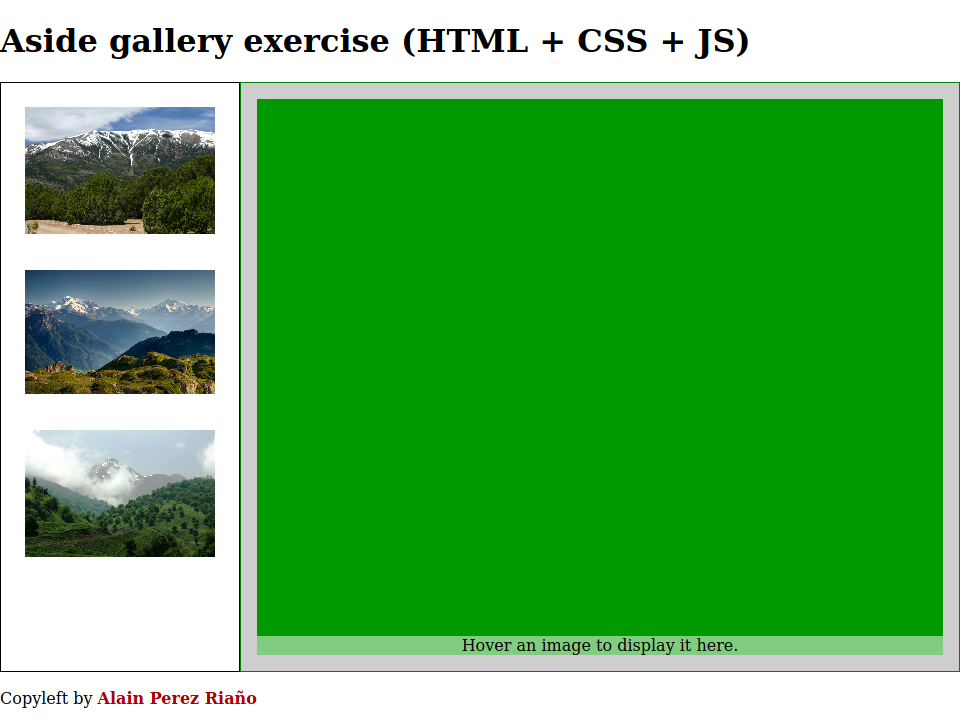 Aside gallery exercise (HTML + CSS + JS)
Hover an image to display it here.
Copyleft by Alain Perez Riaño